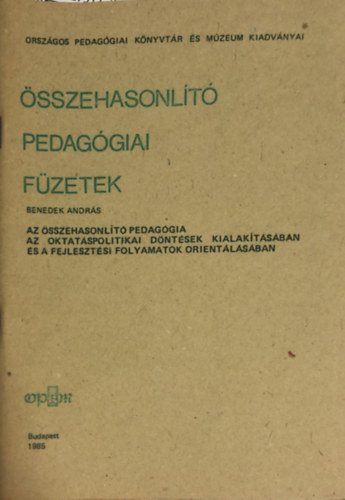 ORSZÁGOS PEDAGÓGIAI KÖNYVTÁR ÉS MÚZEUM KIADVÁNYAI
ÖSSZEHASONLÍTÓ
PEDAGÓGIAI
FÜZETEK
BENEDEK ANDRÁS
AZ ÖSSZEHASONLÍTÓ PEDAGÓGIA
AZ OKTATÁSPOLITIKAI DÖNTÉSEK KIALAKÍTÁSÁBAN
ÉS A FEJLESZTÉSI FOLYAMATOK ORIENTÁLÁSÁBAN
Budapest
1985